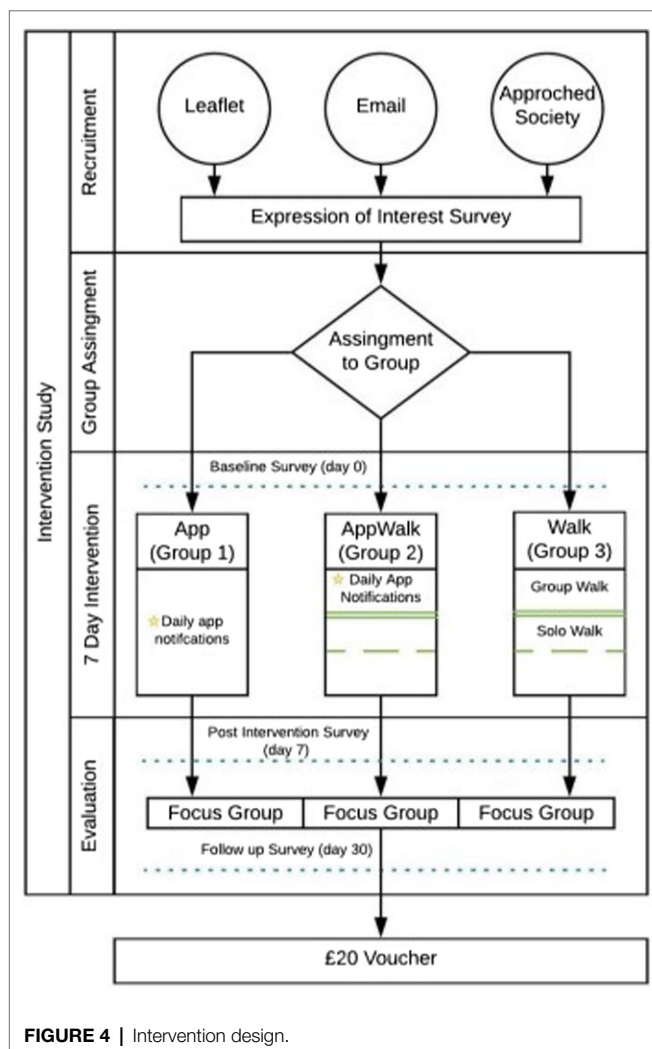 Intervention Study
Recruitment
Leaflet
Email
Approched
Society
Expression of Interest Survey
Group Assingment
Assingment
to Group
7 Day Intervention
Baseline Survey (day 0)
App
(Group 1)
AppWalk
(Group 2)
Walk
(Group 3)
Daily app
notifcations
Daily App
Notifications
Group Walk
Solo Walk
Evaluation
Post Intervention Survey
(day 7)
Focus Group
Focus Group
Focus Group
Follow up Survey (day 30)
£20 Voucher
FIGURE 4 | Intervention design.